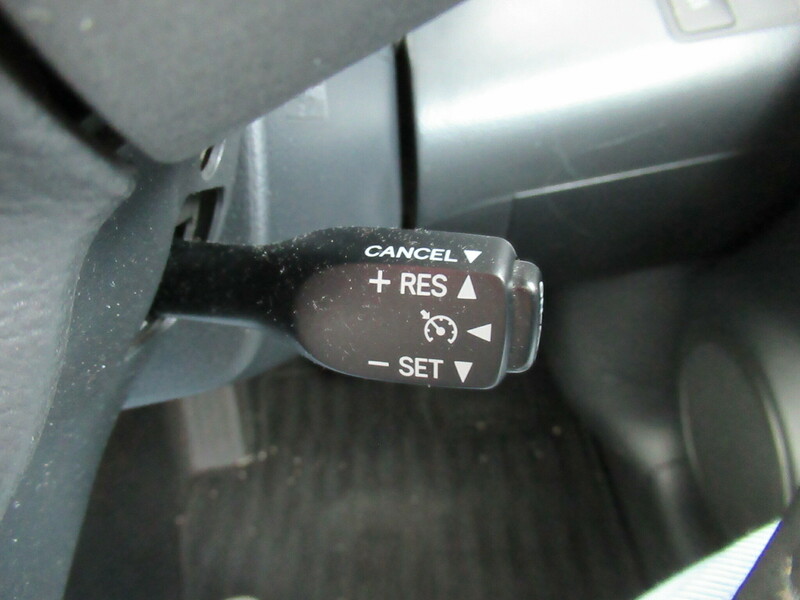 CANCEL▼
+ RES ▲
◀
− SET ▼